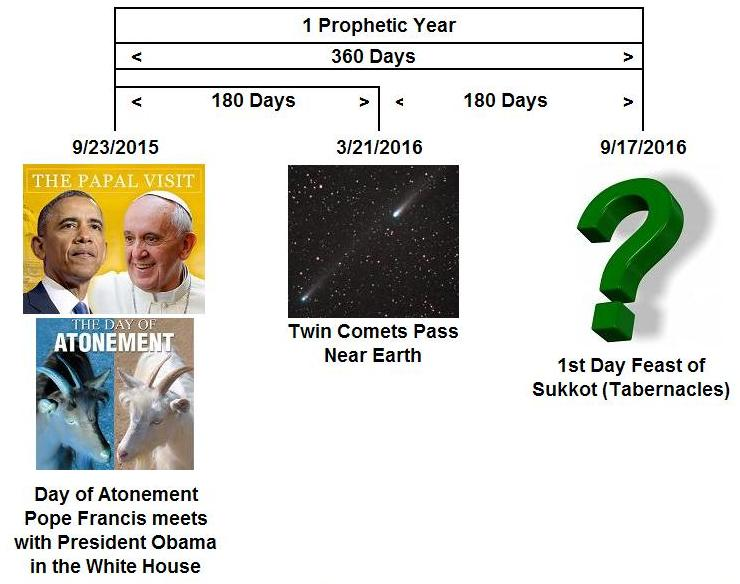 1 Prophetic Year
< 360 Days >
< 180 Days > < 180 Days >
9/23/2015 3/21/2016 9/17/2016
THE PAPAL VISIT
THE DAY OF
ATONEMENT
Day of Atonement
Pope Francis meets
with President Obama
in the White House
Twin Comets Pass
Near Earth
?
1st Day Feast of
Sukkot (Tabernacles)